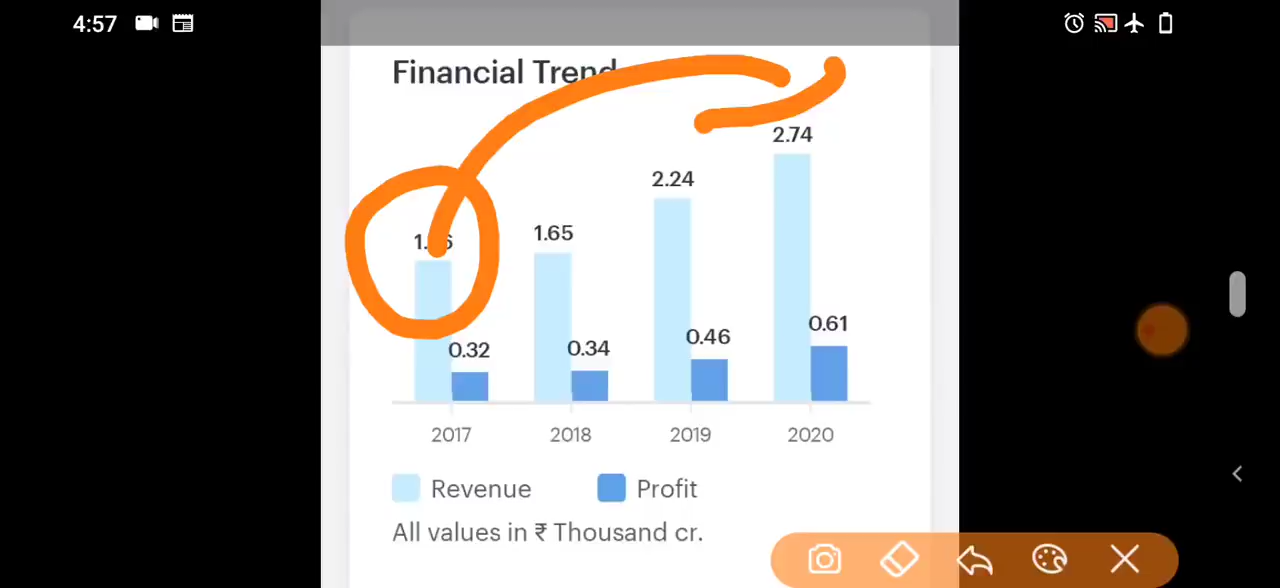 4:57
Financial Trend
2.74
2.24
1.65
0.61
0.46
0.34
0.32
2017 2018 2019 2020
Revenue Profit
All values in ₹ Thousand cr.